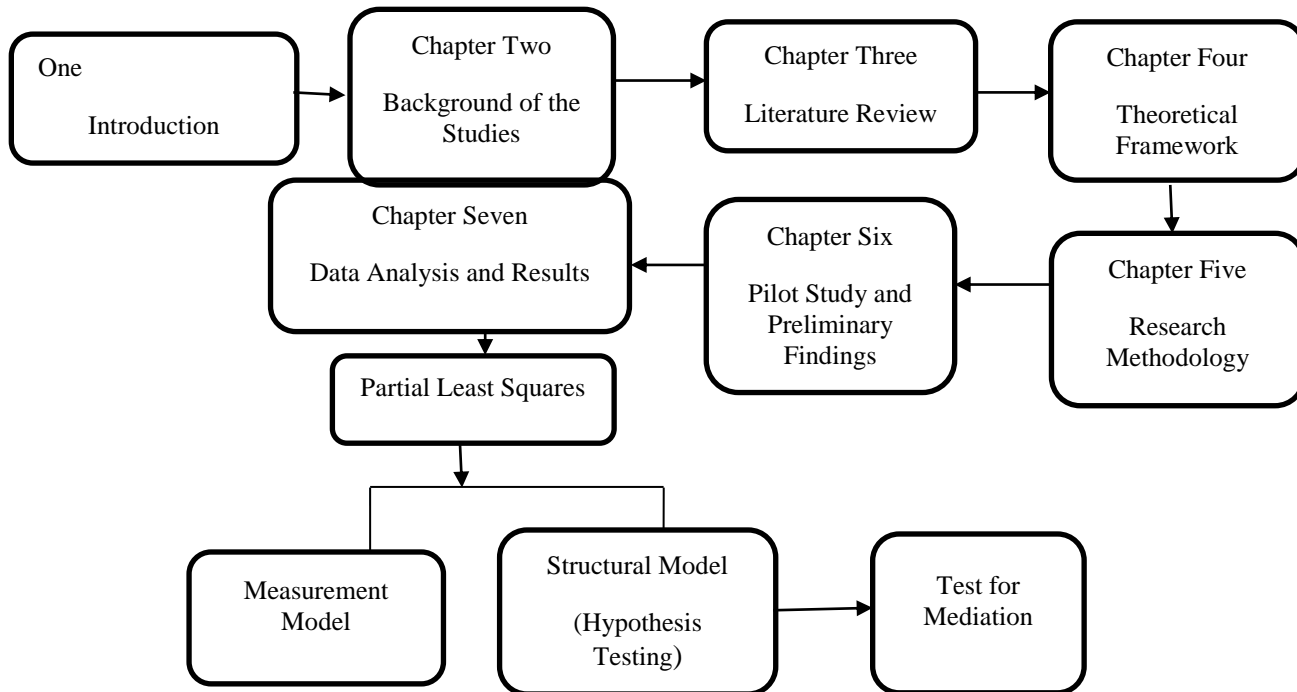 One
Introduction
Chapter Two
Background of the
Studies
Chapter Three
Literature Review
Chapter Four
Theoretical
Framework
Chapter Five
Research
Methodology
Chapter Six
Pilot Study and
Preliminary
Findings
Chapter Seven
Data Analysis and Results
Partial Least Squares
Measurement
Model
Structural Model
(Hypothesis
Testing)
Test for
Mediation